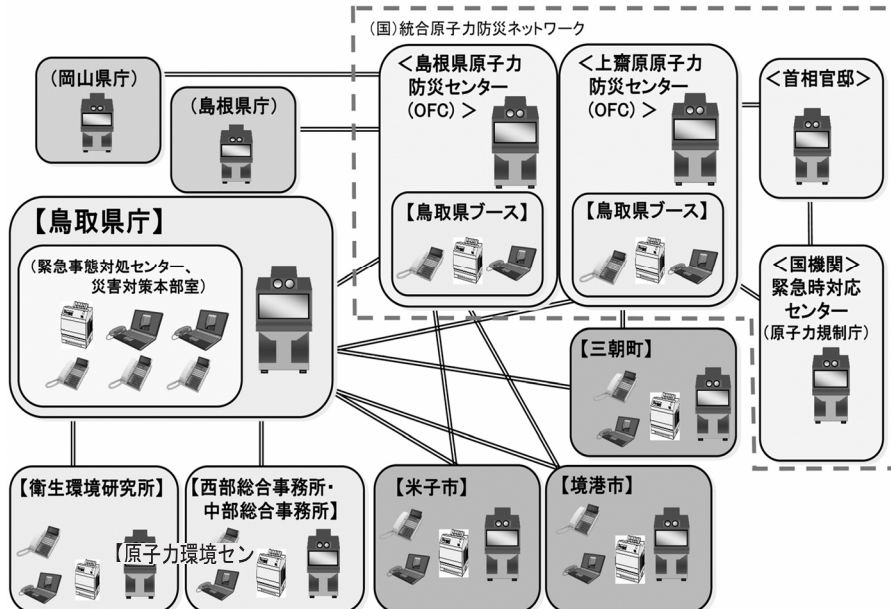 (国)統合原子力防災ネットワーク
(岡山県庁)
(島根県庁)
<島根県原子力
防災センター
(OFC)>
【鳥取県ブース】
<上齋原原子力
防災センター
(OFC)>
【鳥取県ブース】
<首相官邸>
<国機関>
緊急時対応
センター
(原子力規制庁)
【鳥取県庁】
(緊急事態対処センター、
災害対策本部室)
【三朝町】
【衛生環境研究所】
【原子力環境セン
【西部総合事務所・
中部総合事務所】
【米子市】
【境港市】